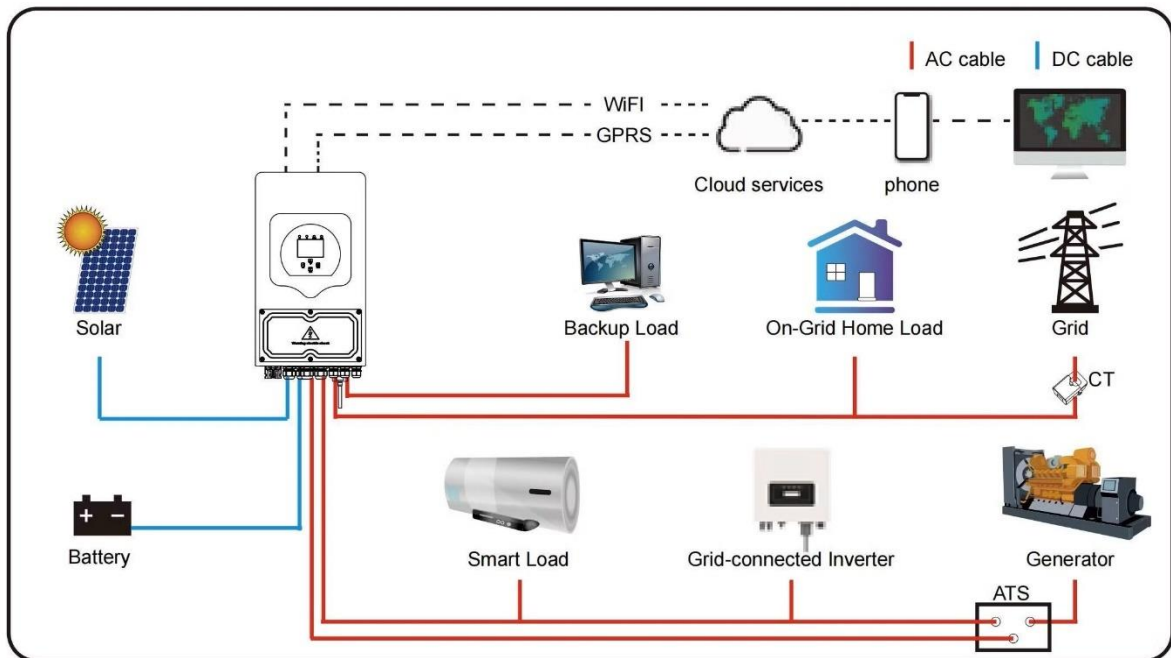 AC cable
DC cable
WiFI
GPRS
Cloud services
phone
Solar
Backup Load
On-Grid Home Load
Grid
CT
+ −
Battery
Smart Load
Grid-connected Inverter
Generator
ATS